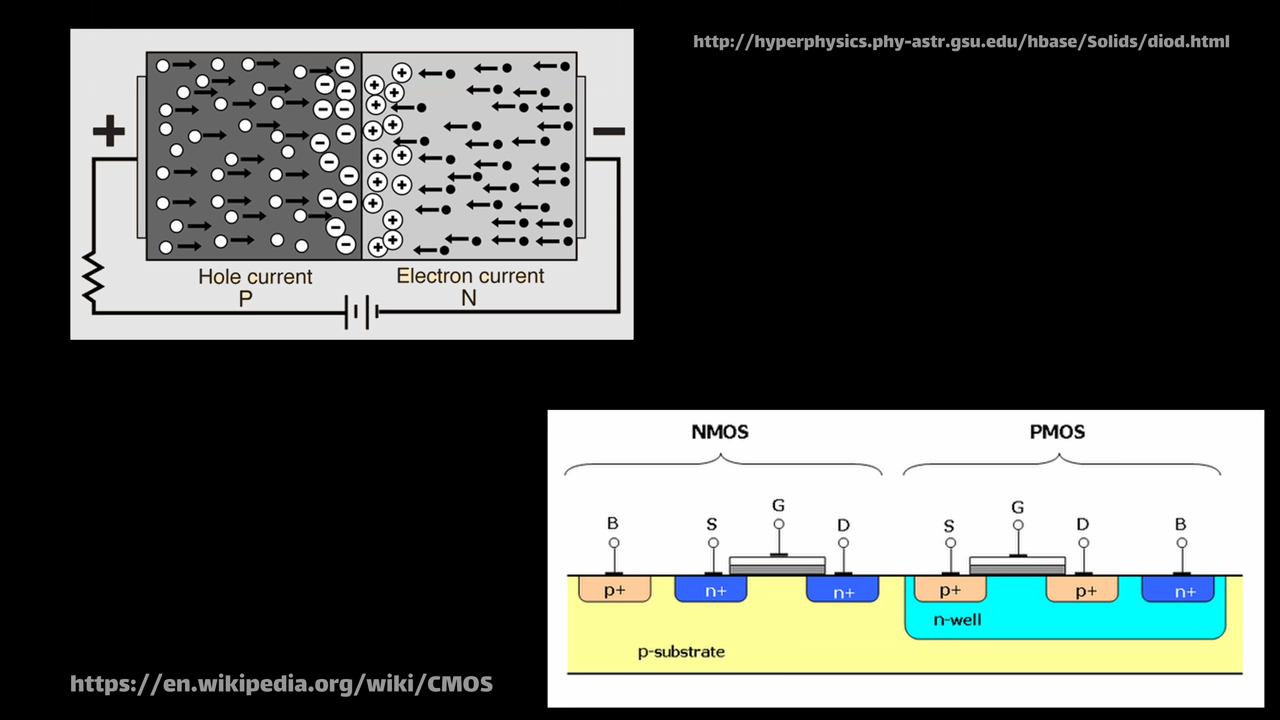 http://hyperphysics.phy-astr.gsu.edu/hbase/Solids/diod.html
+ −
Hole current Electron current
P N
NMOS PMOS
G G
B S D S D B
p+ n+ n+ p+ p+ n+
n-well
p-substrate
https://en.wikipedia.org/wiki/CMOS